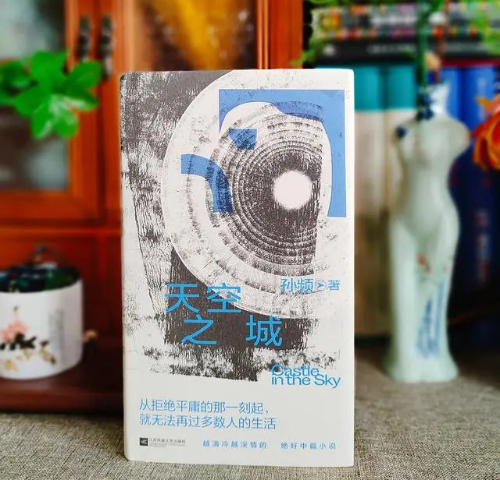 孙频 著
天空
之城
Castle
in the Sky
从拒绝平庸的那一刻起，
就无法再过多数人的生活
越清冷越深情的 绝好中篇小说